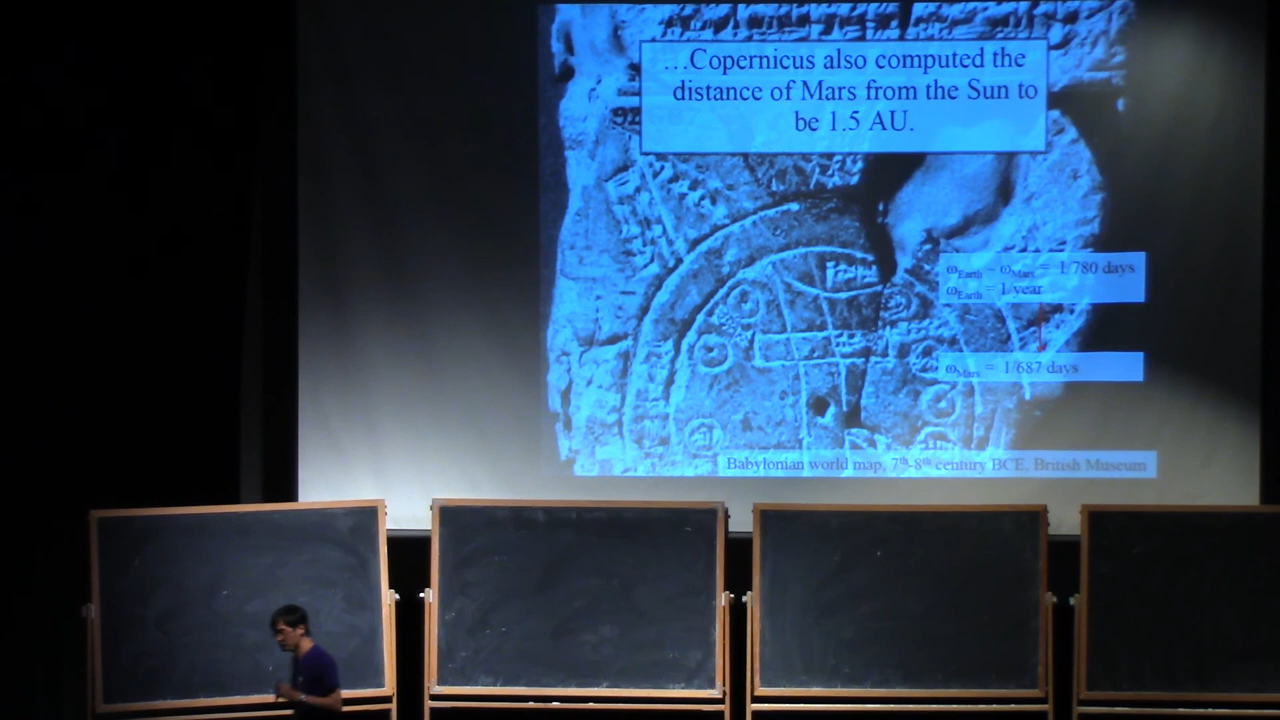 …Copernicus also computed the
distance of Mars from the Sun to
be 1.5 AU.
ωEarth – ωMars = 1/780 days
ωEarth = 1/year
ωMars = 1/687 days
Babylonian world map, 7th-8th century BCE, British Museum